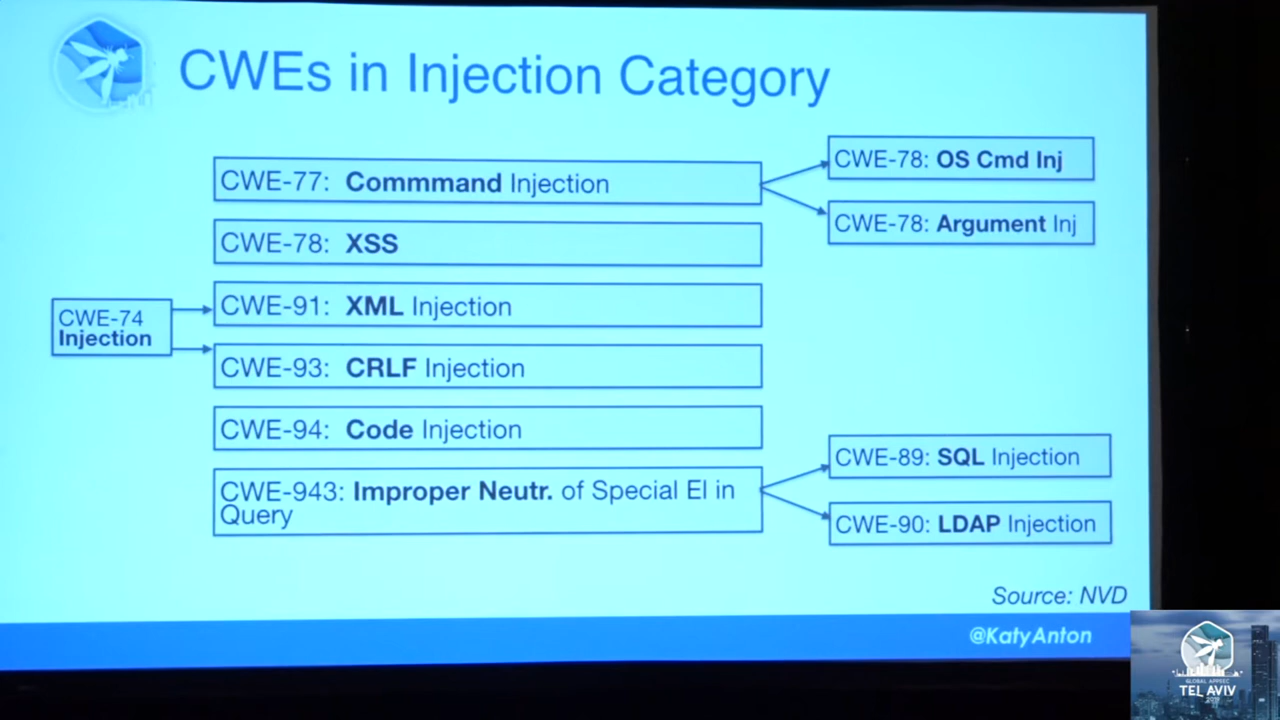 CWEs in Injection Category
CWE-77: Commmand Injection
CWE-78: OS Cmd Inj
CWE-78: Argument Inj
CWE-78: XSS
CWE-74
Injection
CWE-91: XML Injection
CWE-93: CRLF Injection
CWE-94: Code Injection
CWE-943: Improper Neutr. of Special El in
Query
CWE-89: SQL Injection
CWE-90: LDAP Injection
Source: NVD
@KatyAnton
GLOBAL APPSEC
TEL AVIV